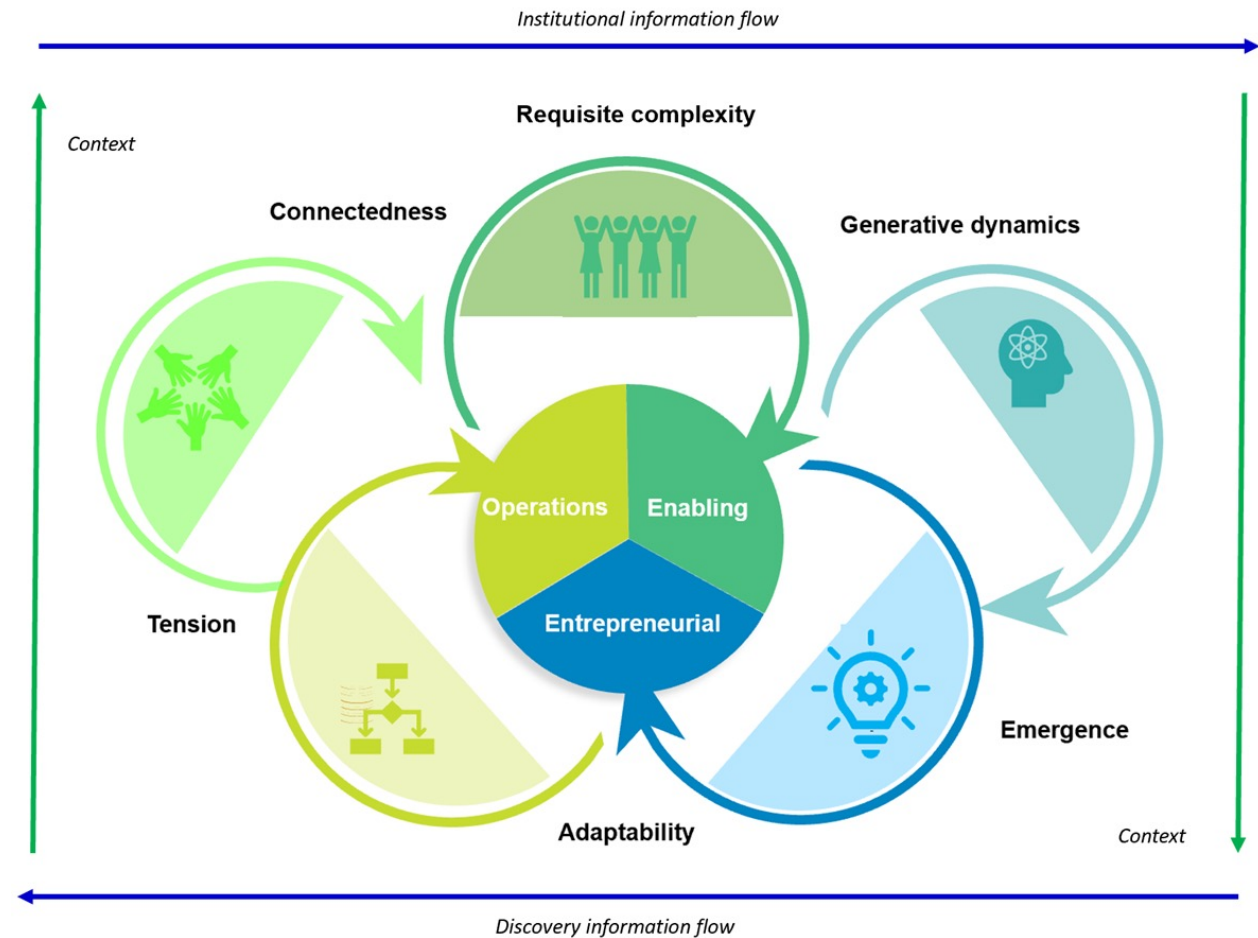 Institutional information flow
Requisite complexity
Context
Connectedness
Generative dynamics
Operations
Enabling
Entrepreneurial
Tension
Emergence
Adaptability
Context
Discovery information flow